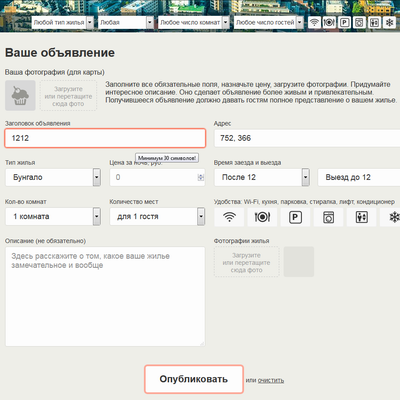 Любой тип жилья
Любая
Любое число комнат
Любое число гостей
Ваше объявление
Ваша фотография (для карты)
Загрузите
или перетащите
сюда фото
Заполните все обязательные поля, назначьте цену, загрузите фотографии. Придумайте
интересное описание. Оно сделает объявление более живым и привлекательным.
Получившееся объявление должно давать гостям полное представление о вашем жилье.
Заголовок объявления
Адрес
1212
752, 366
Минимум 30 символов!
Тип жилья
Цена за ночь, руб.
Время заезда и выезда
Бунгало
0
После 12
Выезд до 12
Кол-во комнат
Количество мест
Удобства: Wi-Fi, кухня, парковка, стиралка, лифт, кондиционер
1 комната
для 1 гостя
P
Описание (не обязательно)
Фотографии жилья
Здесь расскажите о том, какое ваше жилье
замечательное и вообще
Загрузите
или перетащите
сюда фото
Опубликовать
или очистить